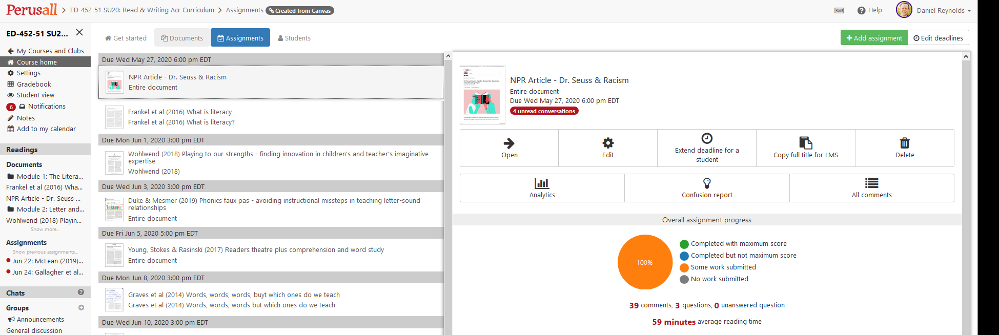 Perusall > ED-452-51 SU20: Read & Writing Acr Curriculum > Assignments Created from Canvas
Help Daniel Reynolds
ED-452-51 SU2...
My Courses and Clubs
Course home
Settings
Gradebook
Student view
6 Notifications
Notes
Add to my calendar
Readings
Documents
Module 1: The Litera...
Frankel et al (2016) Wha...
NPR Article - Dr. Seuss ...
Module 2: Letter and...
Wohlwend (2018) Playin...
Show more...
Assignments
Show previous assignments...
Jun 22: McLean (2019)...
Jun 24: Gallagher et al...
Chats
Groups
Announcements
General discussion
Get started Documents Assignments Students
Add assignment Edit deadlines
Due Wed May 27, 2020 6:00 pm EDT
NPR Article - Dr. Seuss & Racism
Entire document
Frankel et al (2016) What is literacy
Frankel et al (2016) What is literacy?
Due Mon Jun 1, 2020 3:00 pm EDT
Wohlwend (2018) Playing to our strengths - finding innovation in children's and teacher's imaginative
expertise
Wohlwend (2018)
Due Wed Jun 3, 2020 3:00 pm EDT
Duke & Mesmer (2019) Phonics faux pas - avoiding instructional missteps in teaching letter-sound
relationships
Entire document
Due Fri Jun 5, 2020 5:00 pm EDT
Young, Stokes & Rasinski (2017) Readers theatre plus comprehension and word study
Entire document
Due Mon Jun 8, 2020 3:00 pm EDT
Graves et al (2014) Words, words, words, buyt which ones do we teach
Graves et al (2014) Words, words, words but which ones do we teach
Due Wed Jun 10, 2020 3:00 pm EDT
NPR Article - Dr. Seuss & Racism
Entire document
Due Wed May 27, 2020 6:00 pm EDT
4 unread conversations
Open
Edit
Extend deadline for a
student
Copy full title for LMS
Delete
Analytics
Confusion report
All comments
Overall assignment progress
100%
Completed with maximum score
Completed but not maximum score
Some work submitted
No work submitted
39 comments, 3 questions, 0 unanswered question
59 minutes average reading time